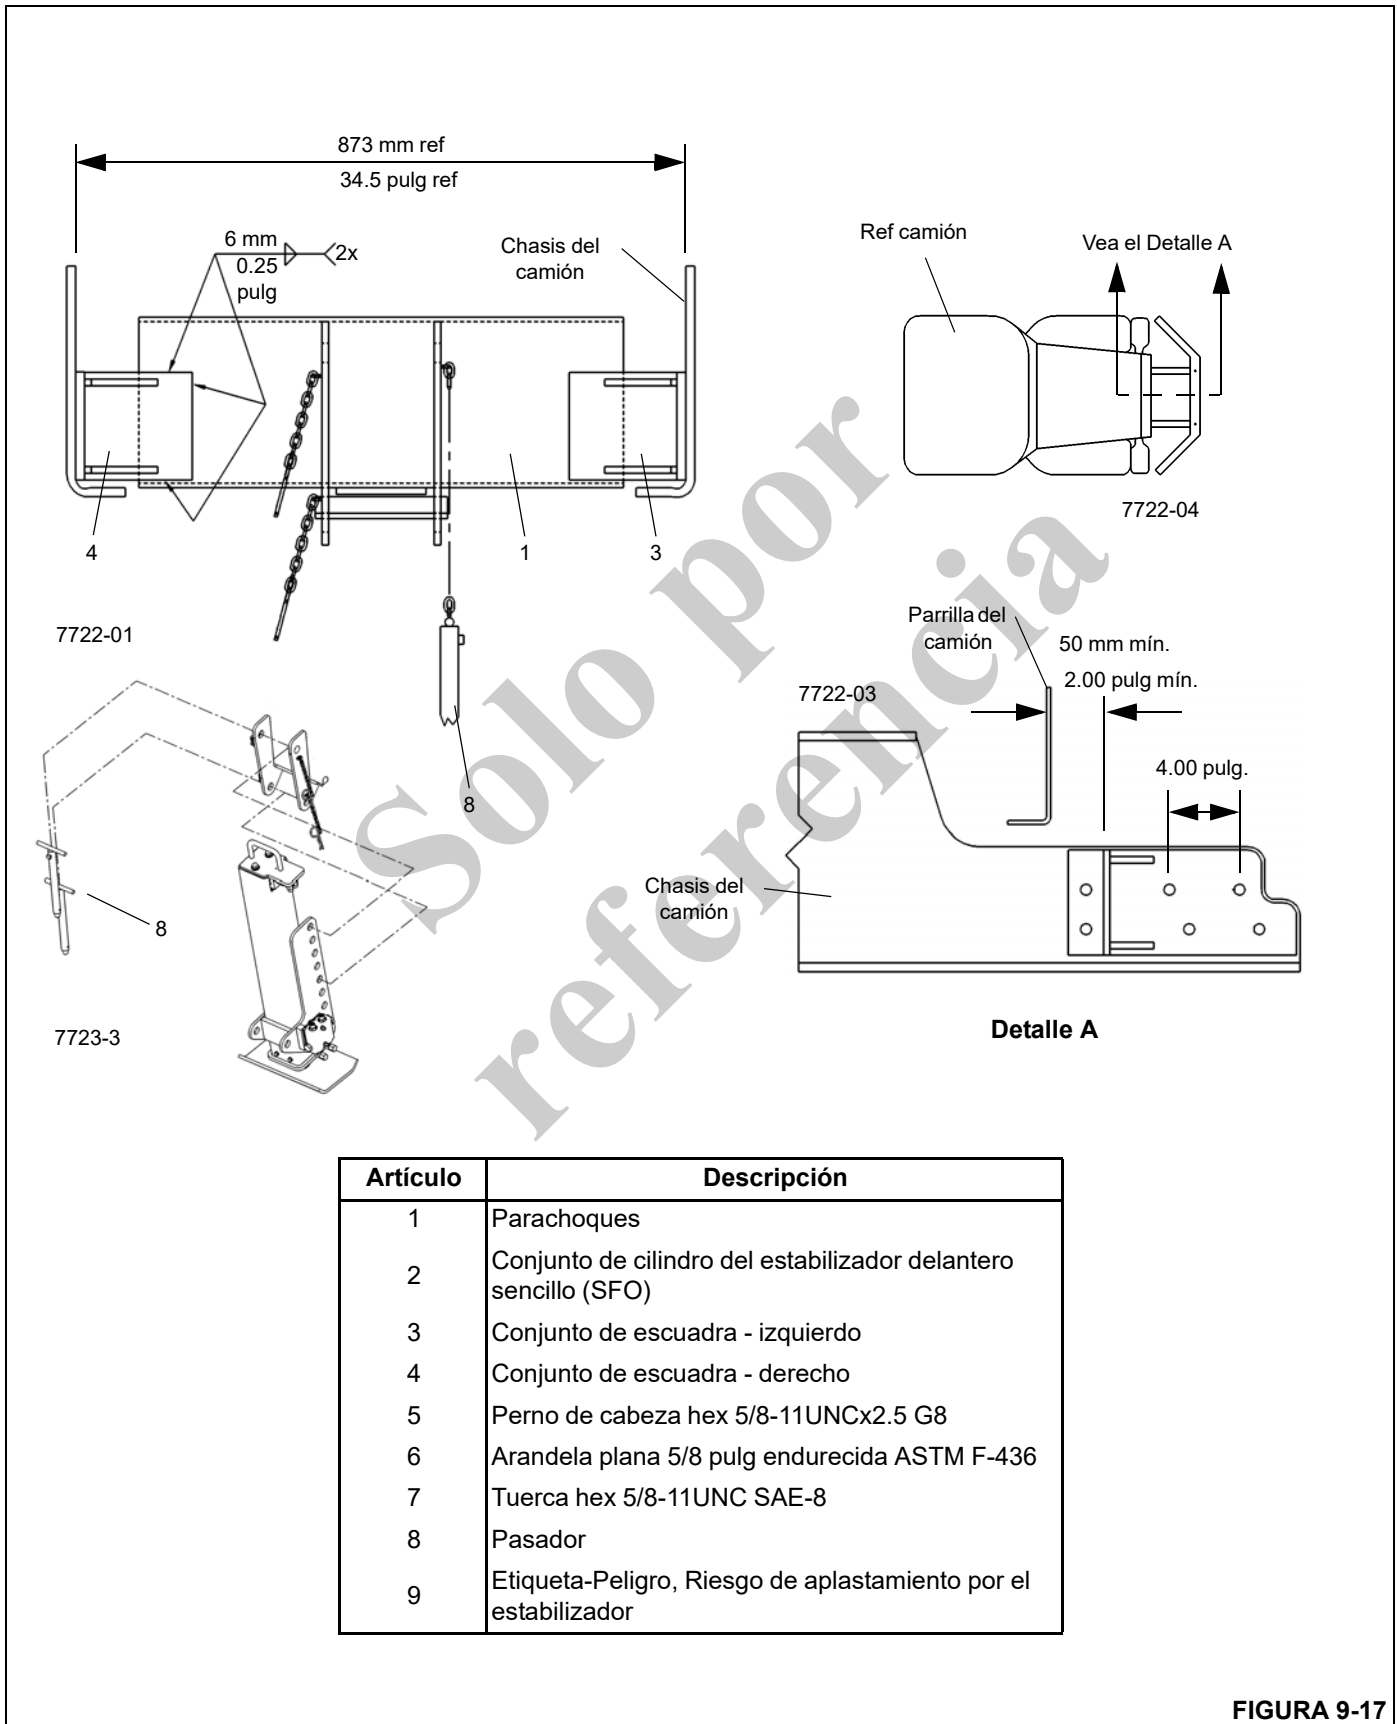 873 mm ref
34.5 pulg ref
6 mm
0.25
pulg
2x
Chasis del
camión
4
1
3
7722-01
8
Ref camión
Vea el Detalle A
7722-04
Parrilla del
camión
50 mm mín.
2.00 pulg mín.
7722-03
4.00 pulg.
Chasis del
camión
Detalle A
8
7723-3
Solo por
referencia
Artículo Descripción
1 Parachoques
2 Conjunto de cilindro del estabilizador delantero
sencillo (SFO)
3 Conjunto de escuadra - izquierdo
4 Conjunto de escuadra - derecho
5 Perno de cabeza hex 5/8-11UNCx2.5 G8
6 Arandela plana 5/8 pulg endurecida ASTM F-436
7 Tuerca hex 5/8-11UNC SAE-8
8 Pasador
9 Etiqueta-Peligro, Riesgo de aplastamiento por el
estabilizador
FIGURA 9-17